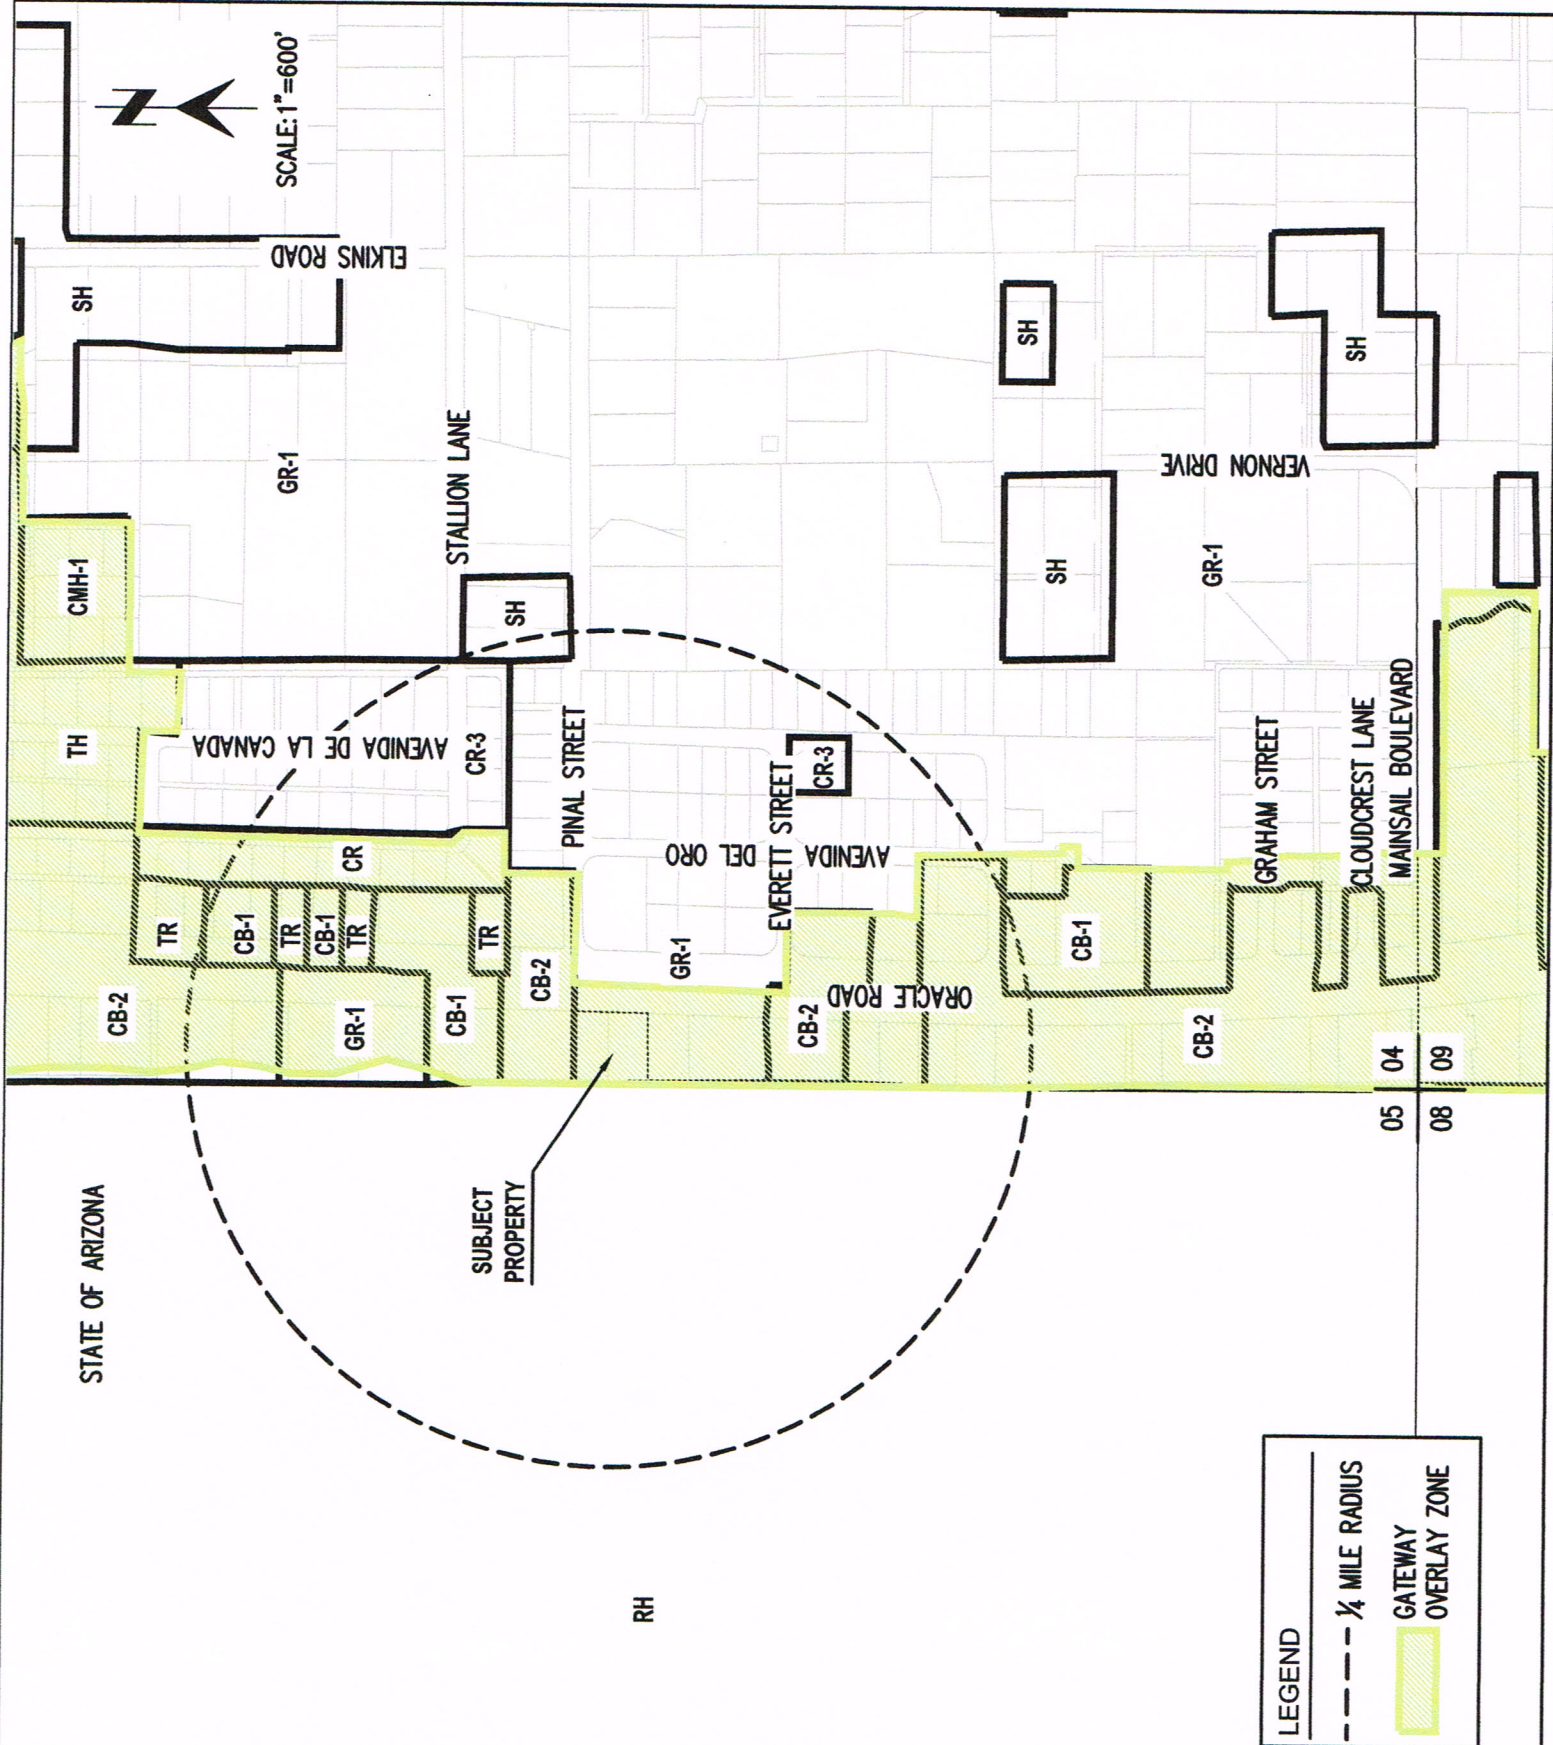 N
SCALE: 1"=600'
STATE OF ARIZONA
CB-2
TH
CMH-1
SH
TR
CB-1
TR
CB-1
TR
CR
AVENIDA DE LA CANADA
GR-1
ELKINS ROAD
GR-1
CB-1
TR
CR-3
STALLION LANE
SH
SUBJECT
PROPERTY
CB-2
PINAL STREET
RH
GR-1
AVENIDA DEL ORO
EVERETT STREET
CR-3
CB-2
ORACLE ROAD
SH
SH
CB-1
CB-2
GR-1
VERNON DRIVE
GRAHAM STREET
SH
CLOUDCREST LANE
MAINSAIL BOULEVARD
05
04
08
09
LEGEND
1/4 MILE RADIUS
GATEWAY
OVERLAY ZONE